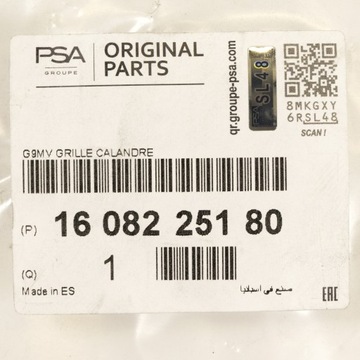 PSA
GROUPE
ORIGINAL
PARTS
qr.groupe-psa.com
SL48
8MKGXY
6RSL48
SCAN!
G9MV GRILLE CALANDRE
(P) 16 082 251 80
(Q) 1
Made in ES
صنع في اسبانيا
EAC